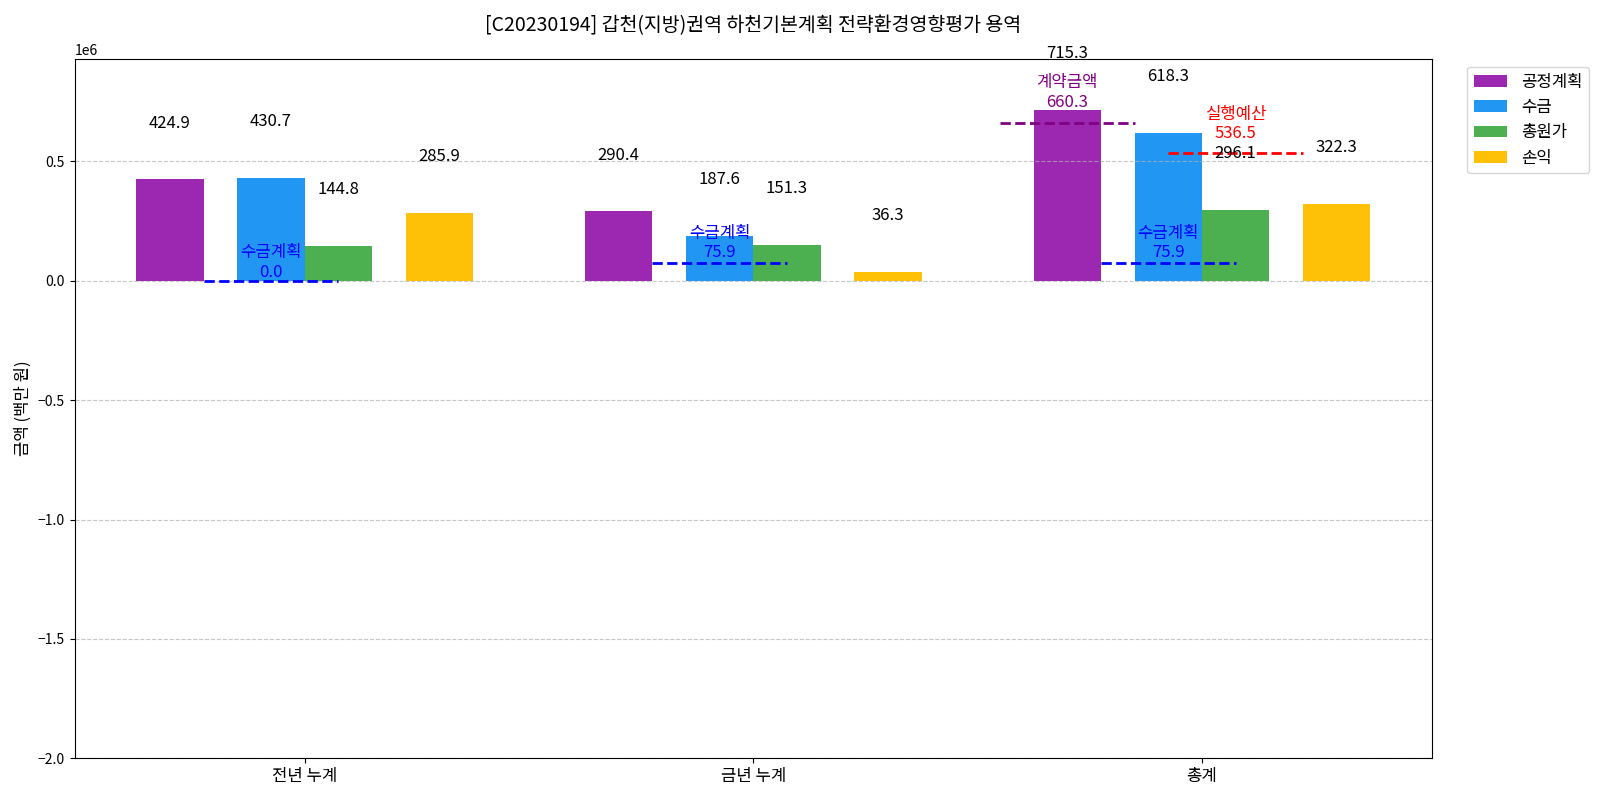 [C20230194] 갑천(지방)권역 하천기본계획 전략환경영향평가 용역
1e6
공정계획
수금
총원가
손익
715.3
618.3
계약금액
660.3
실행예산
536.5
296.1
322.3
424.9
430.7
144.8
285.9
290.4
187.6
151.3
36.3
수금계획
0.0
수금계획
75.9
수금계획
75.9
0.5
0.0
−0.5
−1.0
−1.5
−2.0
금액 (백만 원)
전년 누계
금년 누계
총계